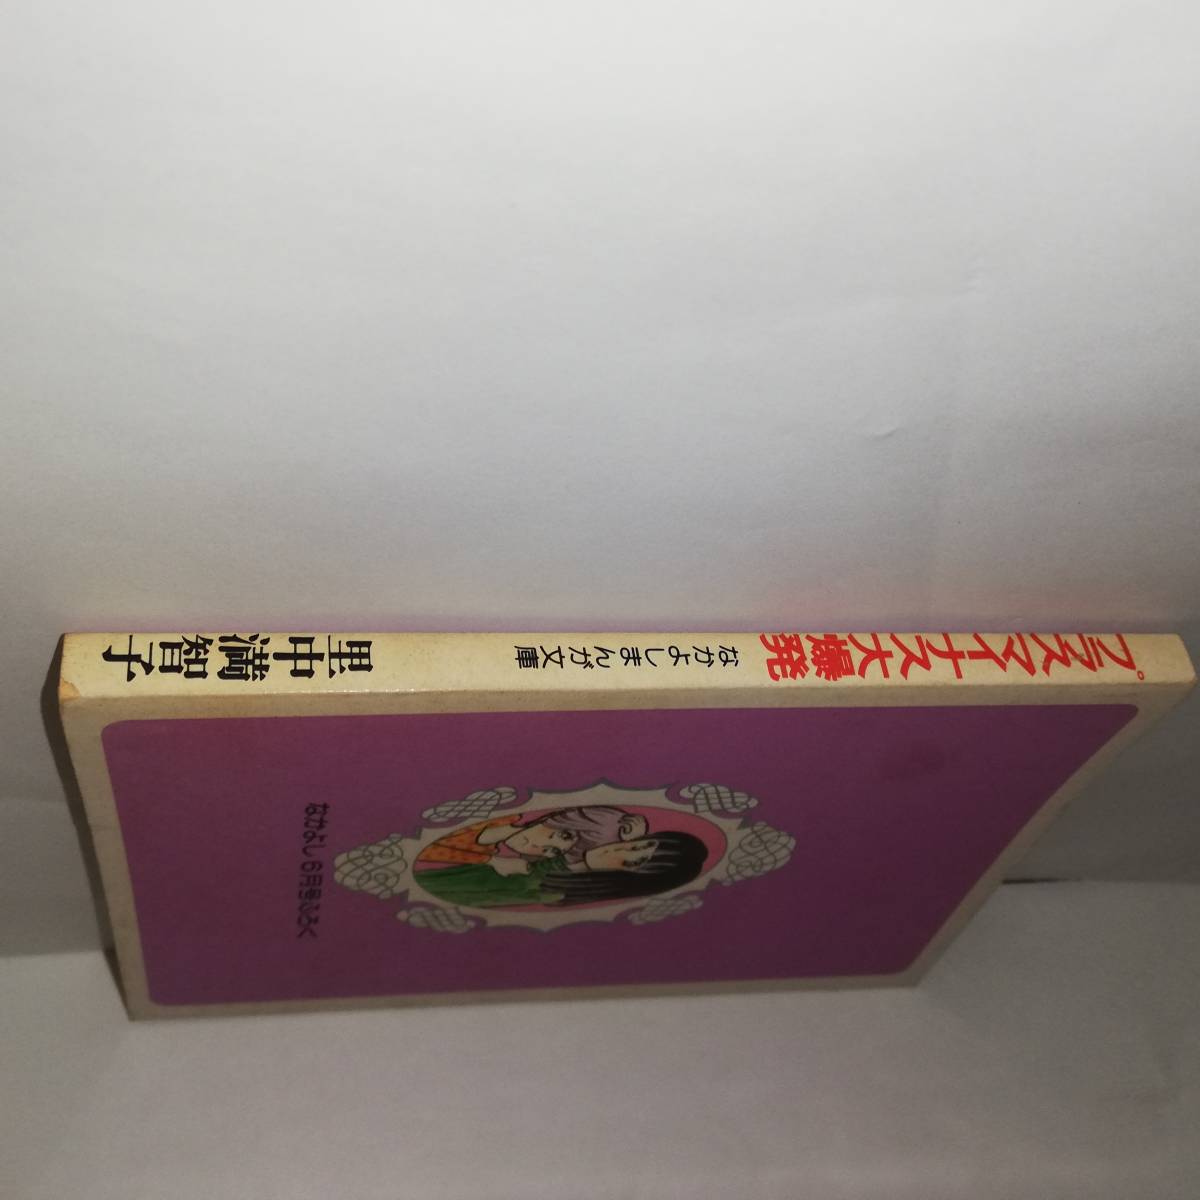 プラスマイナス大爆発
なかよしまんが文庫
里中満智子
なかよし6月号ふろく